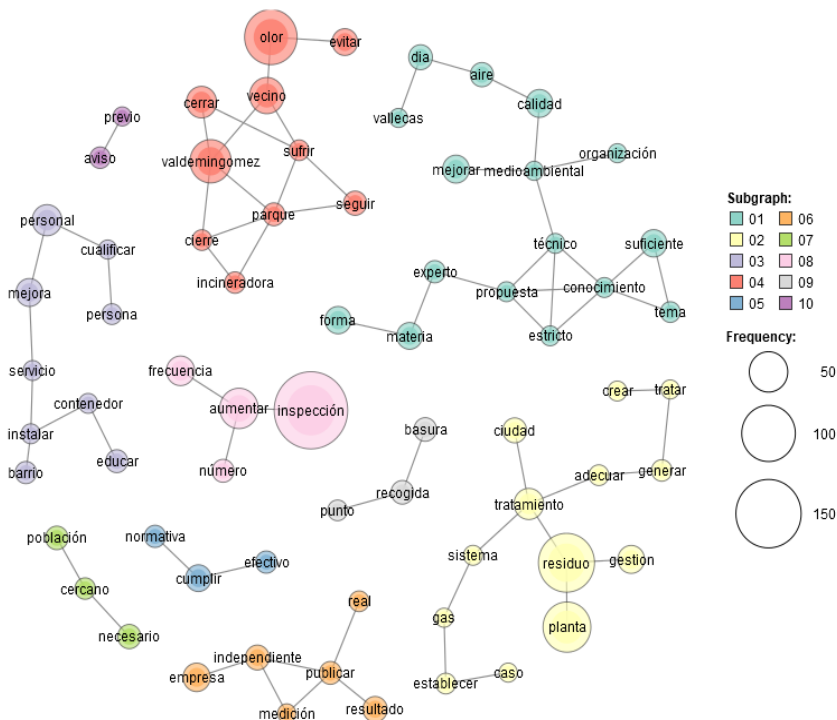 olor
evitar
vecino
cerrar
sufrir
valdemingomez
parque
seguir
cierre
incineradora
dia
aire
vallecas
calidad
organización
mejorar
medioambiental
técnico
suficiente
experto
propuesta
conocimiento
tema
estricto
forma
materia
previo
aviso
personal
cualificar
mejora
persona
servicio
contenedor
instalar
barrio
educar
frecuencia
aumentar
inspección
número
basura
recogida
punto
crear
tratar
ciudad
adecuar
generar
tratamiento
sistema
residuo
gestion
gas
planta
establecer
caso
población
cercano
necesario
normativa
efectivo
cumplir
real
independiente
empresa
publicar
medición
resultado
Subgraph:
01 06
02 07
03 08
04 09
05 10
Frequency:
50
100
150